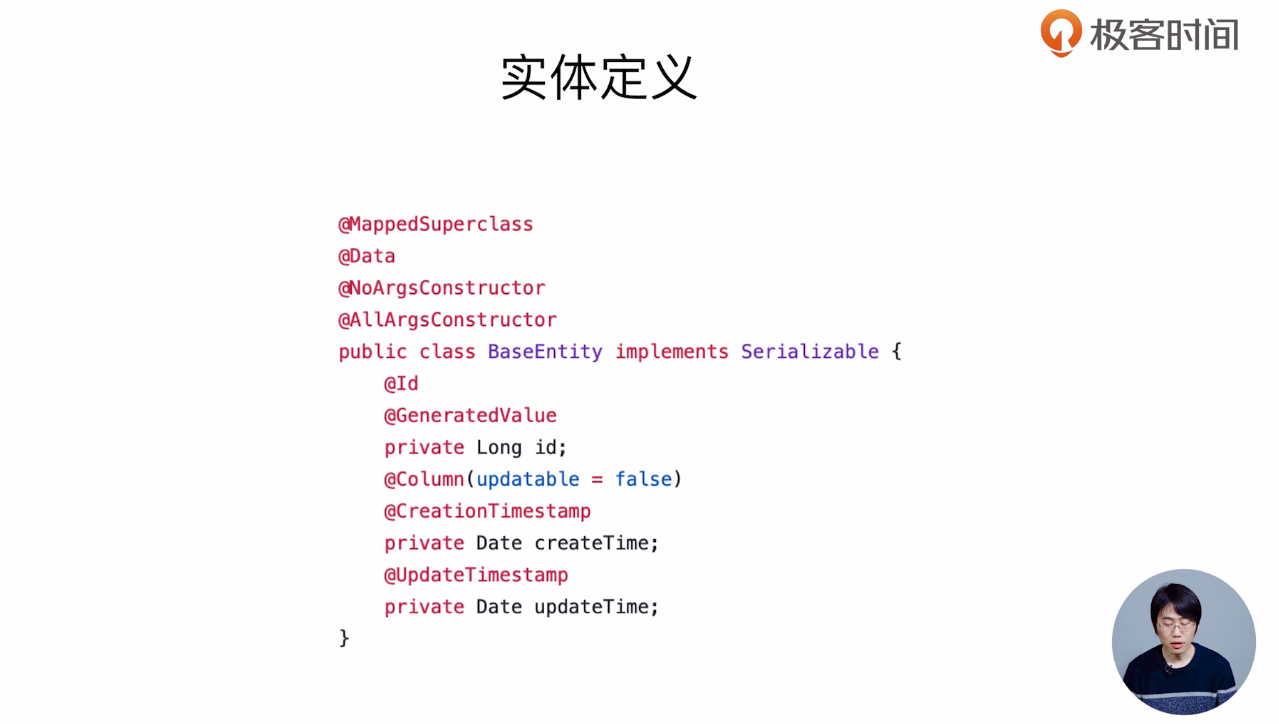 极客时间
实体定义
@MappedSuperclass
@Data
@NoArgsConstructor
@AllArgsConstructor
public class BaseEntity implements Serializable {
    @Id
    @GeneratedValue
    private Long id;
    @Column(updatable = false)
    @CreationTimestamp
    private Date createTime;
    @UpdateTimestamp
    private Date updateTime;
}